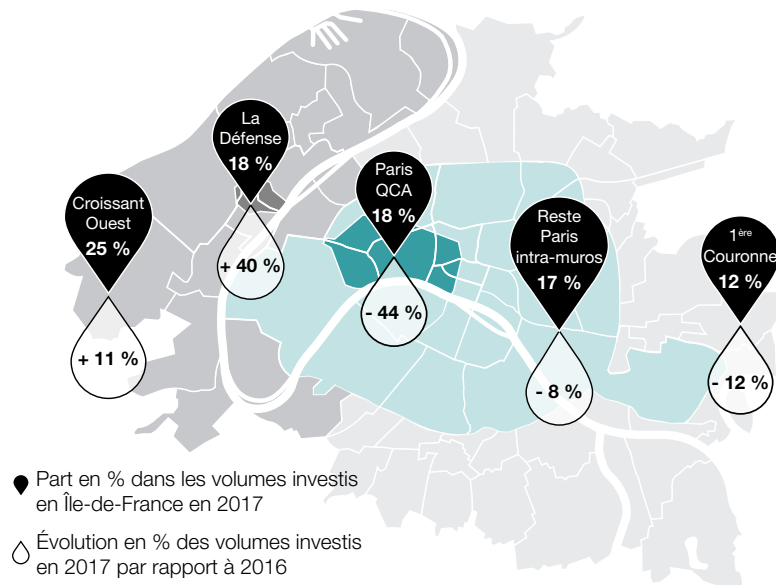 La
Défense
18 %
+ 40 %
Croissant
Ouest
25 %
+ 11 %
Paris
QCA
18 %
- 44 %
Reste
Paris
intra-muros
17 %
- 8 %
1ère
Couronne
12 %
- 12 %
Part en % dans les volumes investis
en Île-de-France en 2017
Évolution en % des volumes investis
en 2017 par rapport à 2016